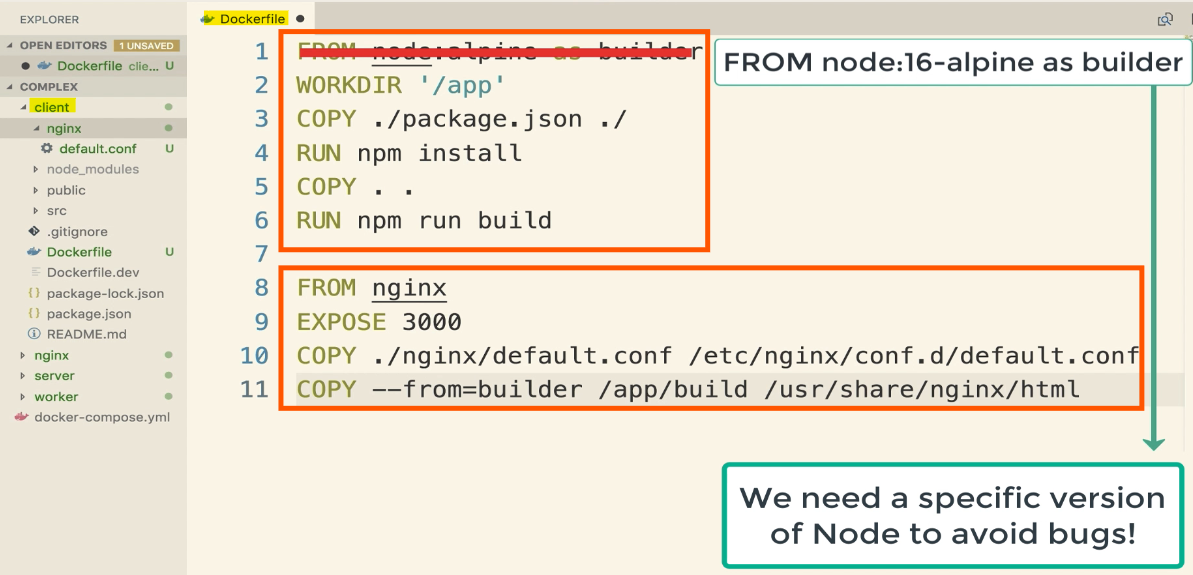 EXPLORER
OPEN EDITORS 1 UNSAVED
Dockerfile clie... U
COMPLEX
client
nginx
default.conf U
node_modules
public
src
.gitignore
Dockerfile U
Dockerfile.dev
package-lock.json
package.json
README.md
nginx
server
worker
docker-compose.yml
Dockerfile
1 FROM node:alpine as builder
2 WORKDIR '/app'
3 COPY ./package.json ./
4 RUN npm install
5 COPY . .
6 RUN npm run build
7
8 FROM nginx
9 EXPOSE 3000
10 COPY ./nginx/default.conf /etc/nginx/conf.d/default.conf
11 COPY --from=builder /app/build /usr/share/nginx/html
FROM node:16-alpine as builder
We need a specific version
of Node to avoid bugs!